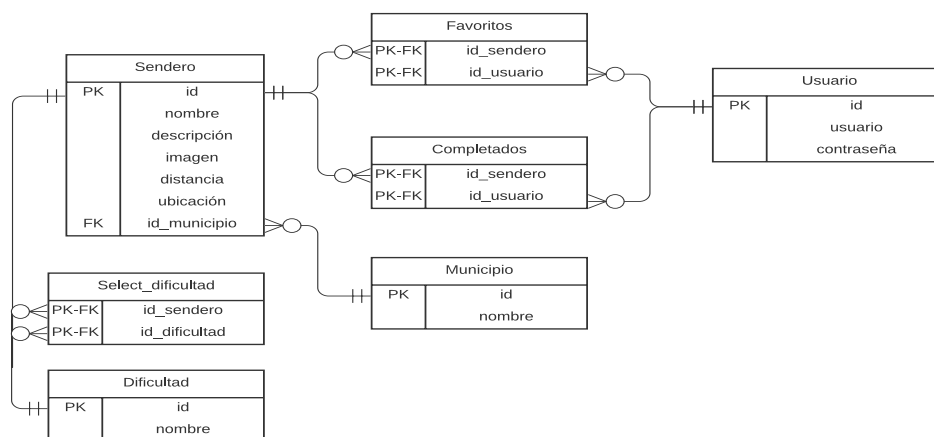 Favoritos
PK-FK id_sendero
PK-FK id_usuario
Sendero
PK id
nombre
descripción
imagen
distancia
ubicación
FK id_municipio
Usuario
PK id
usuario
contraseña
Completados
PK-FK id_sendero
PK-FK id_usuario
Municipio
PK id
nombre
Select_dificultad
PK-FK id_sendero
PK-FK id_dificultad
Dificultad
PK id
nombre